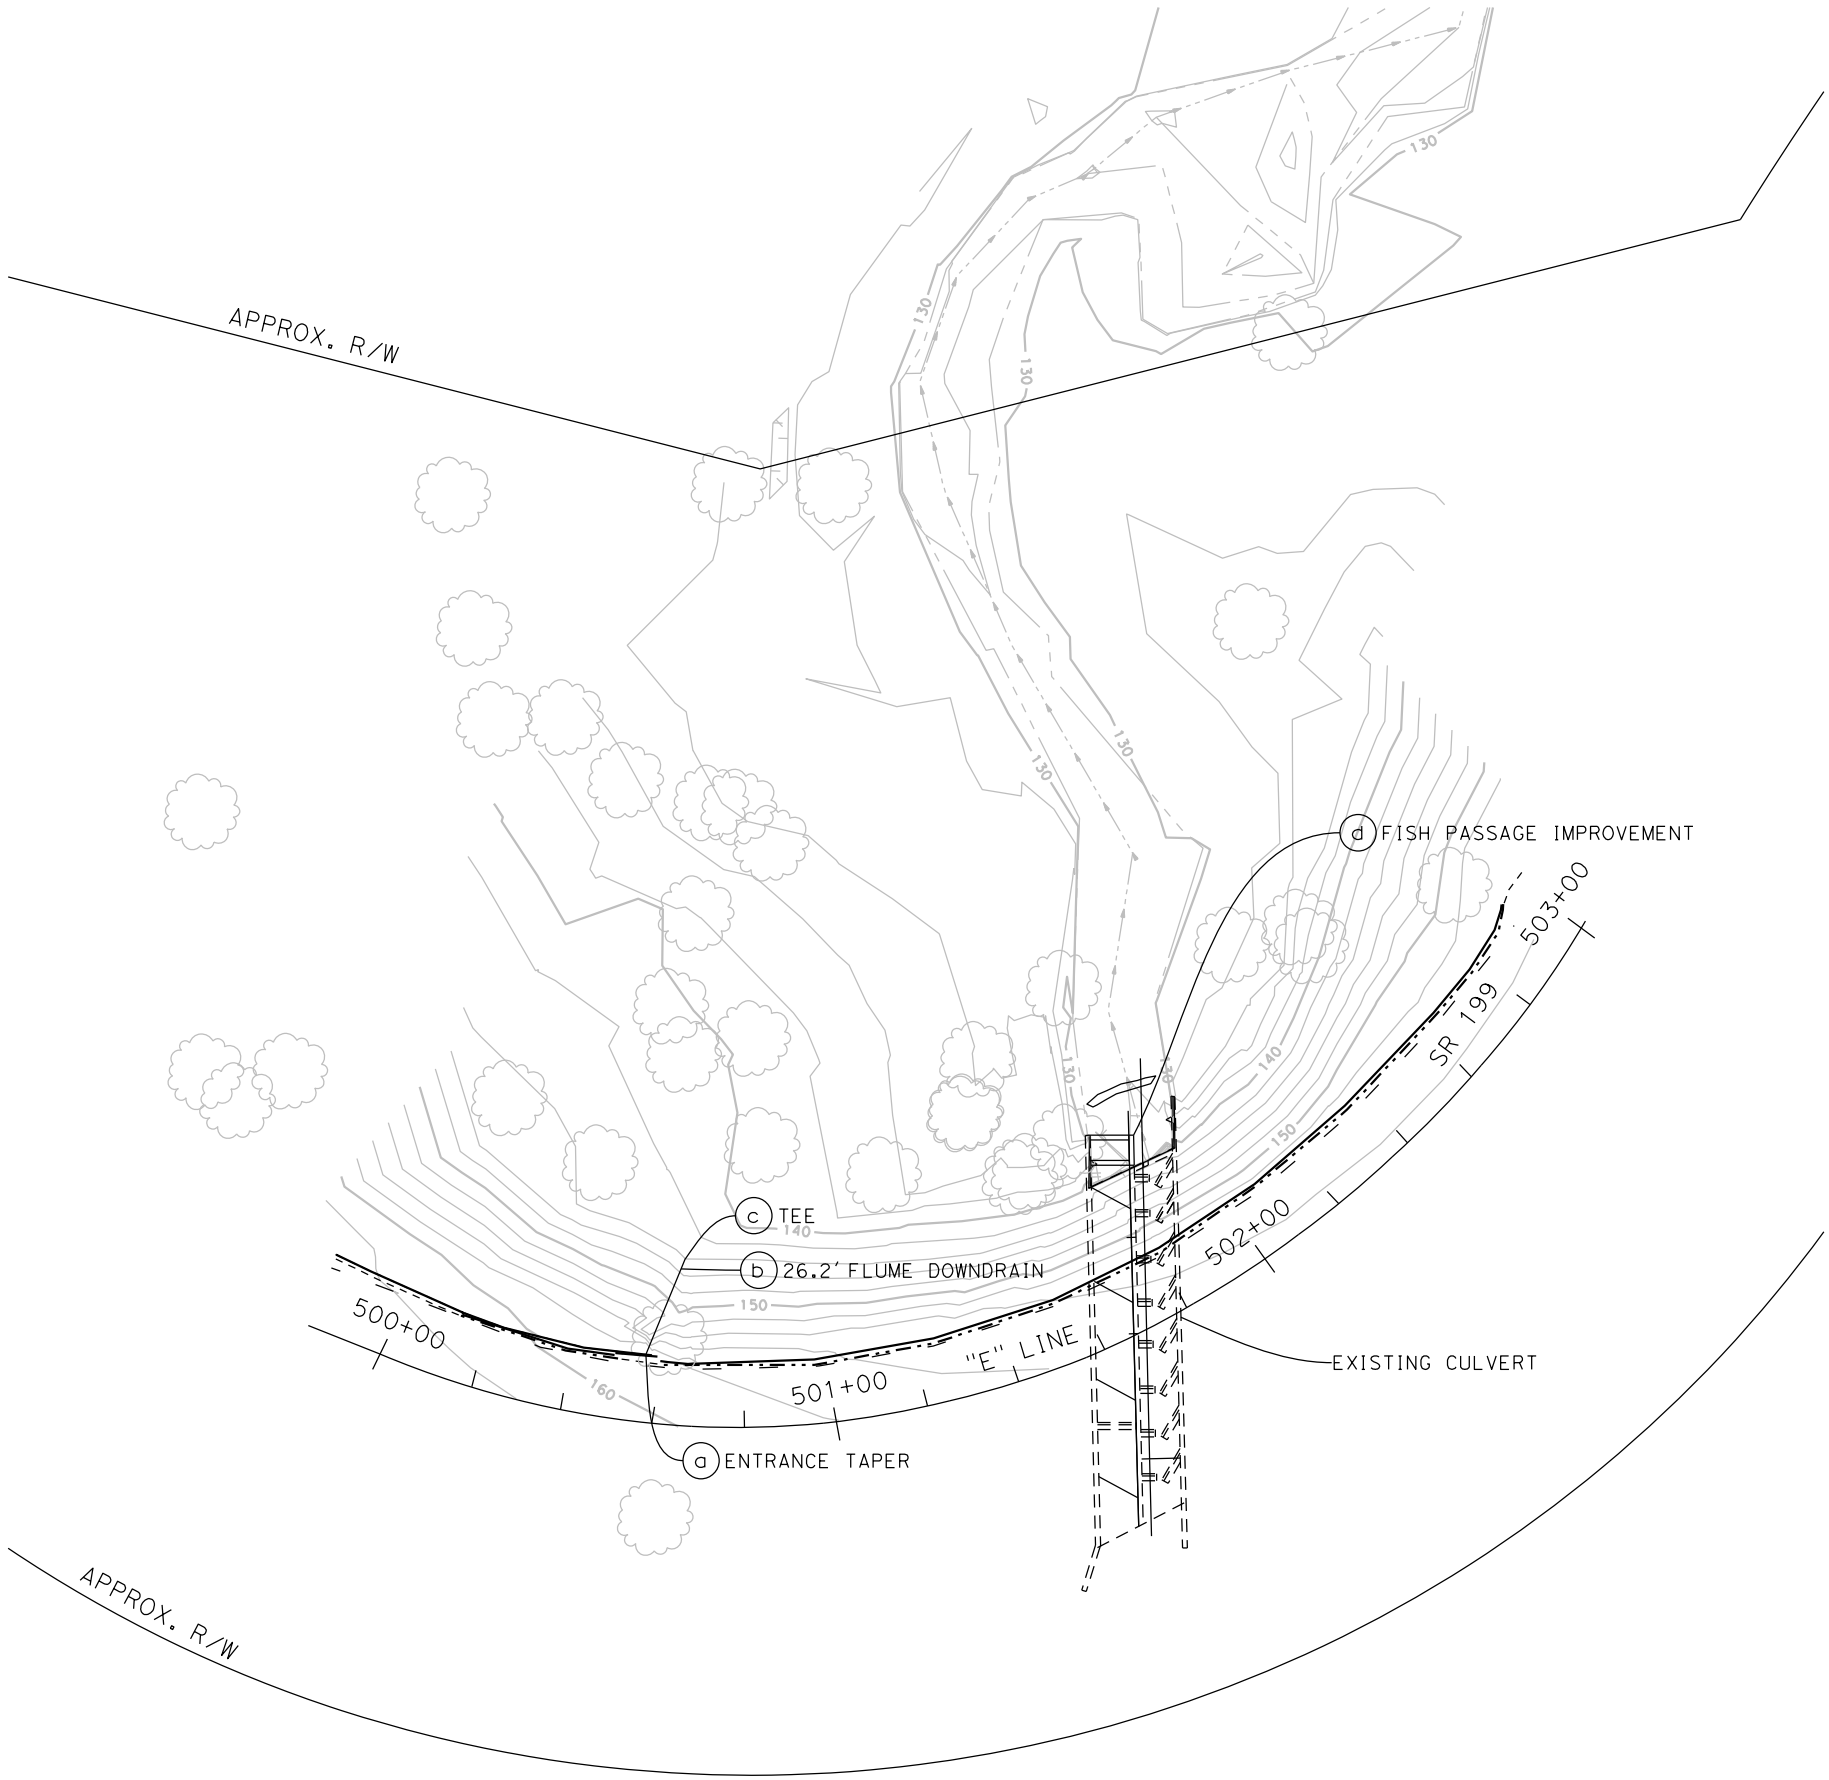 130
APPROX. R/W
130
130
130
130
d FISH PASSAGE IMPROVEMENT
503+00
SR 199
140
130
130
150
c TEE
140
502+00
b 26.2' FLUME DOWNDRAIN
150
500+00
"E" LINE
EXISTING CULVERT
501+00
160
a ENTRANCE TAPER
APPROX. R/W